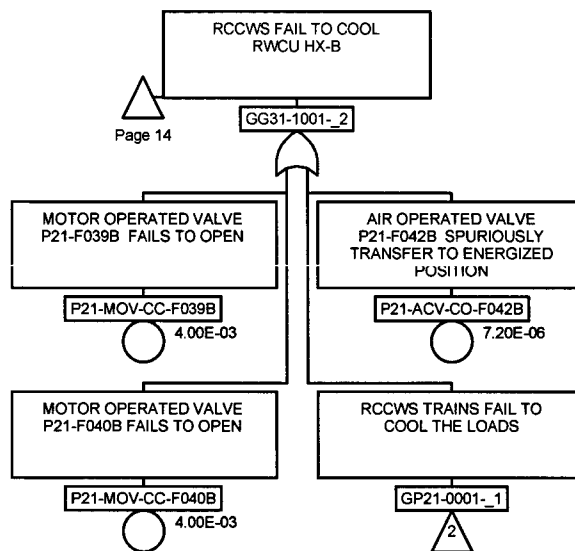 RCCWS FAIL TO COOL
RWCU HX-B
Page 14
GG31-1001-_2
MOTOR OPERATED VALVE
P21-F039B FAILS TO OPEN
P21-MOV-CC-F039B
4.00E-03
AIR OPERATED VALVE
P21-F042B SPURIOUSLY
TRANSFER TO ENERGIZED
POSITION
P21-ACV-CO-F042B
7.20E-06
MOTOR OPERATED VALVE
P21-F040B FAILS TO OPEN
P21-MOV-CC-F040B
4.00E-03
RCCWS TRAINS FAIL TO
COOL THE LOADS
GP21-0001-_1
2